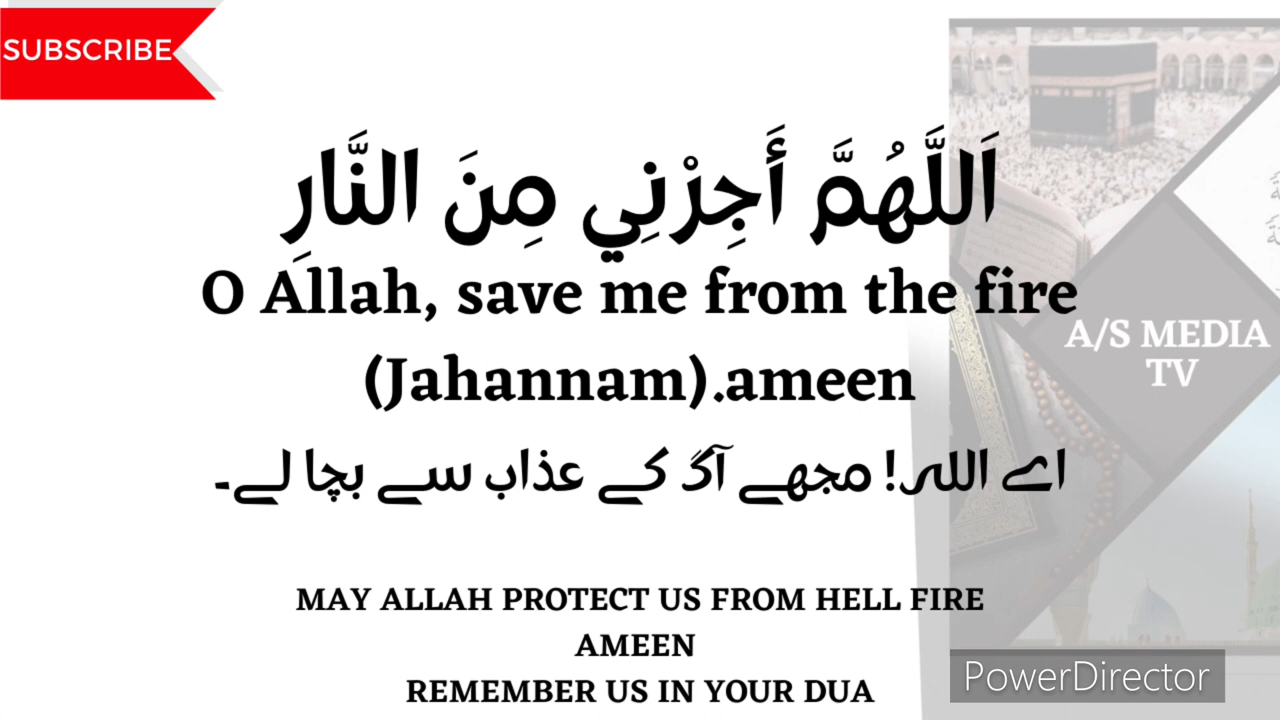 SUBSCRIBE
اَللَّهُمَّ أَجِرْنِي مِنَ النَّارِ
O Allah, save me from the fire
(Jahannam).ameen
اے اللہ! مجھے آگ کے عذاب سے بچا لے۔
A/S MEDIA
TV
MAY ALLAH PROTECT US FROM HELL FIRE
AMEEN
REMEMBER US IN YOUR DUA
PowerDirector